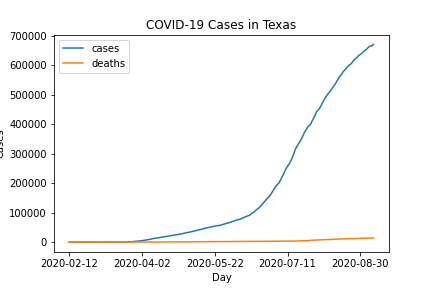 COVID-19 Cases in Texas
cases
deaths
700000
600000
500000
400000
300000
200000
100000
0
cases
2020-02-12 2020-04-02 2020-05-22 2020-07-11 2020-08-30
Day